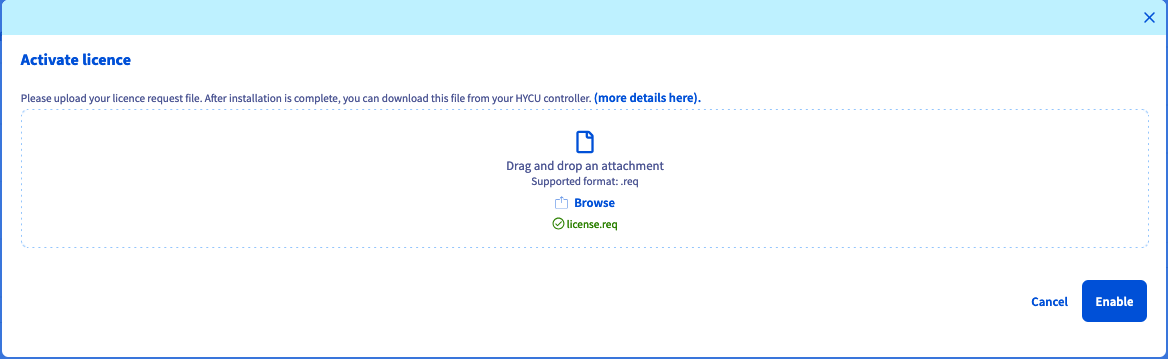 Activate licence
Please upload your licence request file. After installation is complete, you can download this file from your HYCU controller. (more details here).
Drag and drop an attachment
Supported format: .req
Browse
license.req
Cancel
Enable